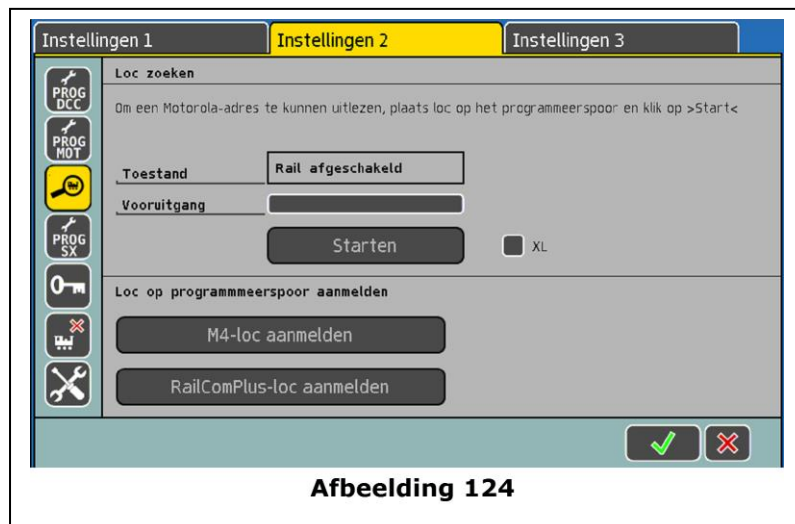 Instellingen 1
Instellingen 2
Instellingen 3
PROG
DCC
PROG
MOT
PROG
SX
Loc zoeken
Om een Motorola-adres te kunnen uitlezen, plaats loc op het programmeerspoor en klik op >Start<
Toestand
Rail afgeschakeld
Vooruitgang
Starten
XL
Loc op programmmeerspoor aanmelden
M4-loc aanmelden
RailComPlus-loc aanmelden
Afbeelding 124